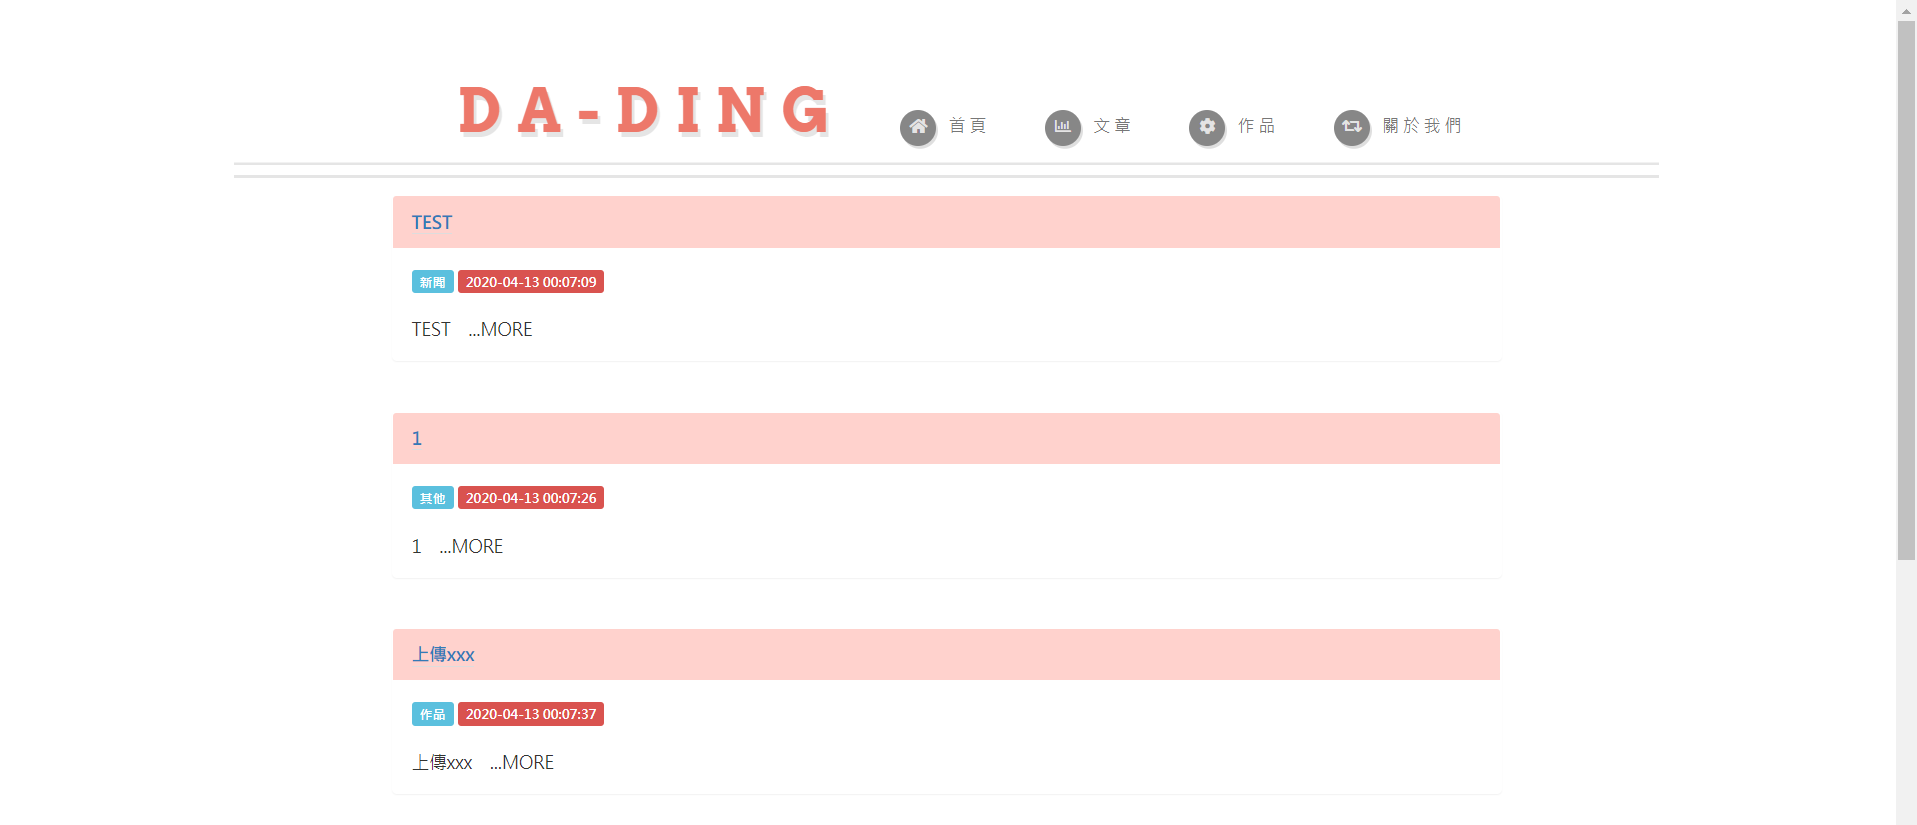 DA-DING
首頁
文章
作品
關於我們
TEST
新聞 2020-04-13 00:07:09
TEST ...MORE
1
其他 2020-04-13 00:07:26
1 ...MORE
上傳xxx
作品 2020-04-13 00:07:37
上傳xxx ...MORE